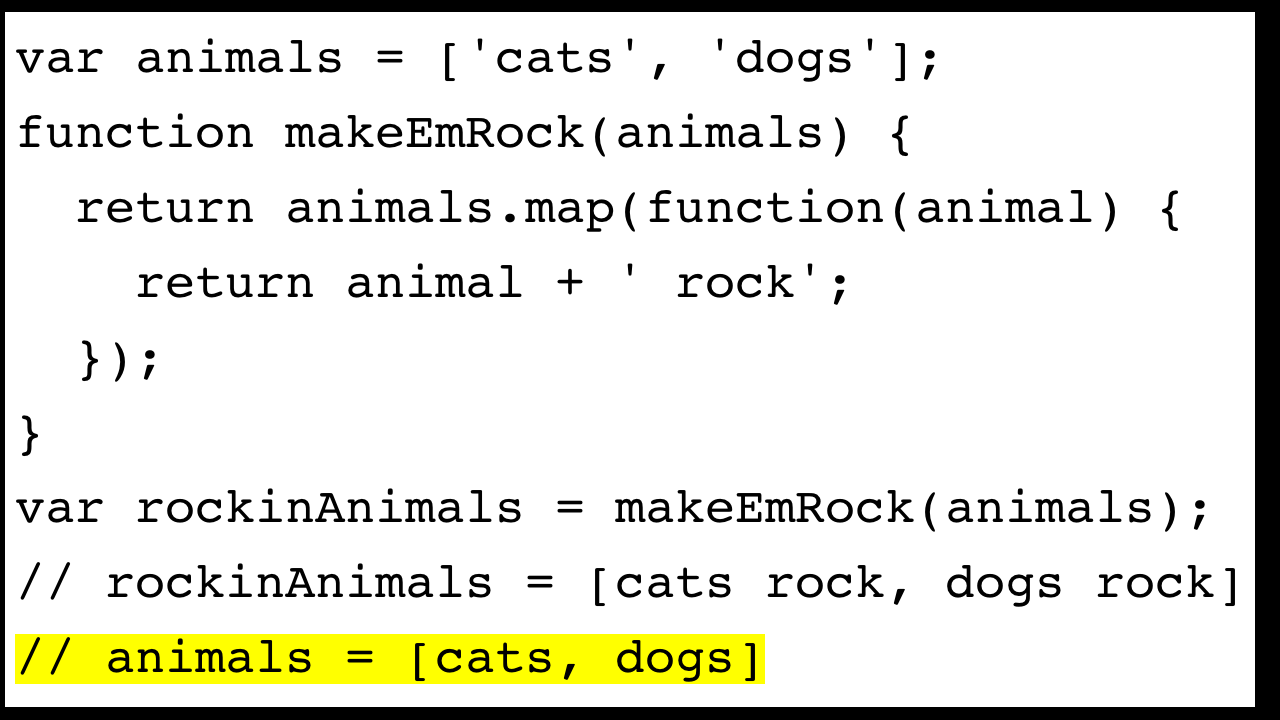 var animals = ['cats', 'dogs'];
function makeEmRock(animals) {
  return animals.map(function(animal) {
    return animal + ' rock';
  });
}
var rockinAnimals = makeEmRock(animals);
// rockinAnimals = [cats rock, dogs rock]
// animals = [cats, dogs]